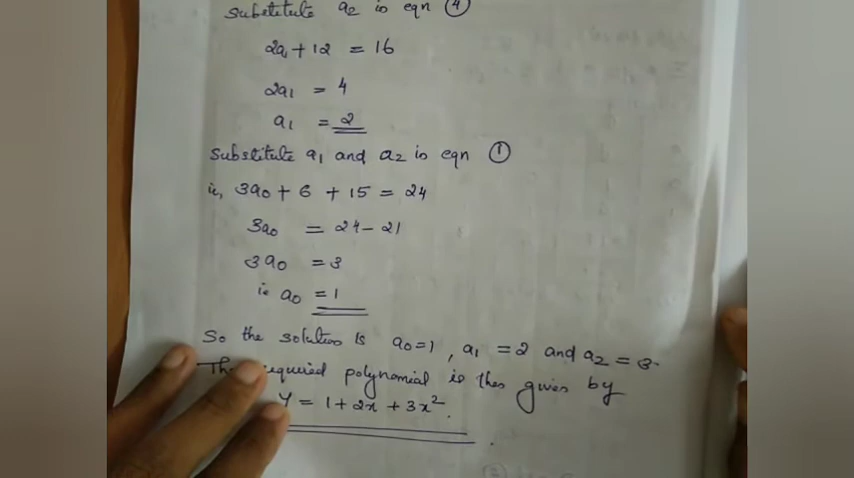 Substitute a₂ in eqn ④
2a₁ + 12 = 16
2a₁ = 4
a₁ = 2
Substitute a₁ and a₂ in eqn ①
ie, 3a₀ + 6 + 15 = 24
3a₀ = 24 - 21
3a₀ = 3
ie a₀ = 1
So the solution is a₀=1, a₁ = 2 and a₂ = 3.
The required polynomial is then given by
Y = 1 + 2x + 3x².